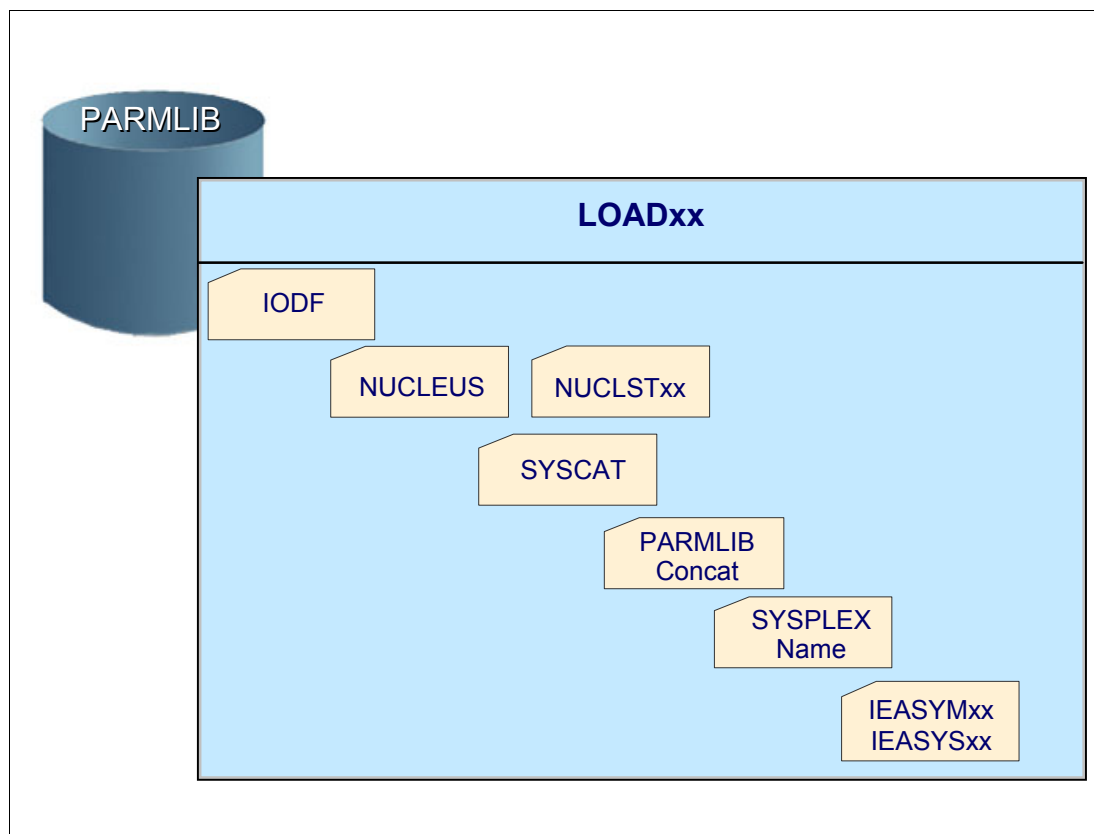 PARMLIB
LOADxx
IODF
NUCLEUS
NUCLSTxx
SYSCAT
PARMLIB
Concat
SYSPLEX
Name
IEASYMxx
IEASYSxx